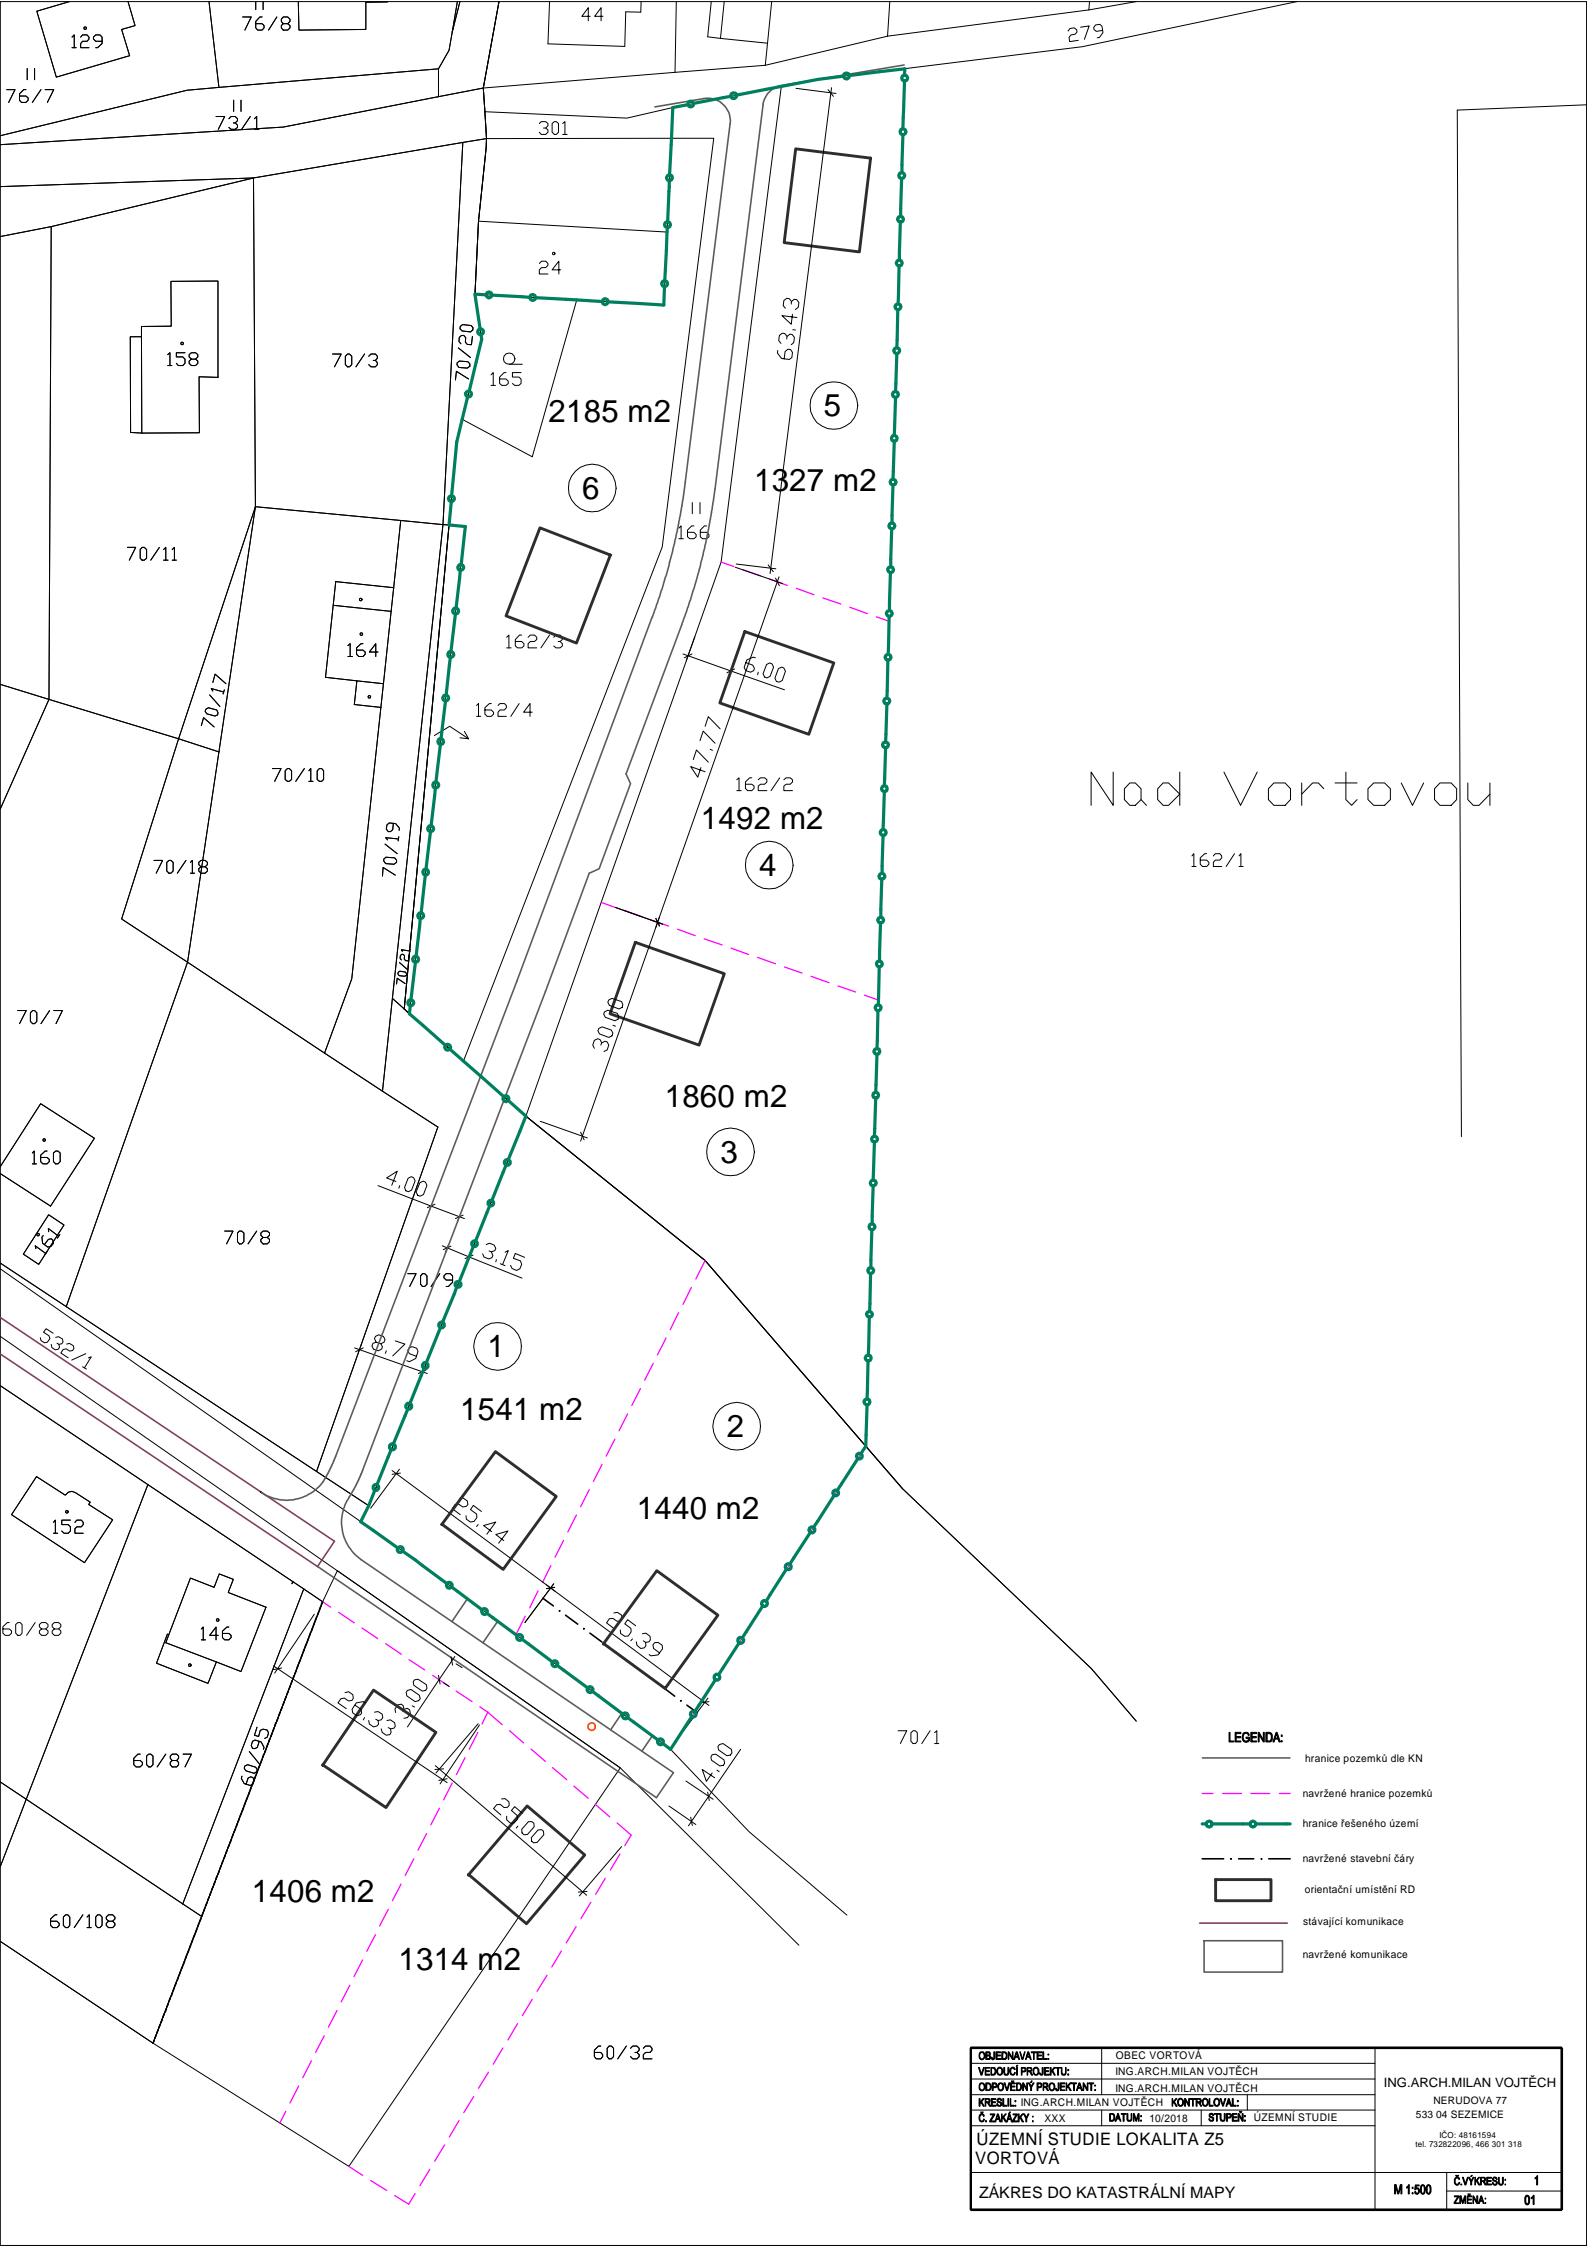 129
76/8
44
279
76/7
73/1
301
24
63.43
158
70/3
70/20
165
2185 m2
5
1327 m2
6
166
70/11
162/3
164
6.00
70/17
162/4
47.77
70/10
162/2
1492 m2
4
Nad Vortovou
162/1
70/19
70/18
70/21
70/7
30.00
1860 m2
3
160
161
4.00
70/8
3.15
70/9
532/1
8.79
1
1541 m2
2
1440 m2
25.44
152
146
60/88
25.39
3.00
26.33
60/87
60/95
4.00
70/1
25.00
1406 m2
1314 m2
60/108
60/32
LEGENDA:
hranice pozemků dle KN
navržené hranice pozemků
hranice řešeného území
navržené stavební čáry
orientační umístění RD
stávající komunikace
navržené komunikace
OBJEDNAVATEL: OBEC VORTOVÁ
VEDOUCÍ PROJEKTU: ING.ARCH.MILAN VOJTĚCH
ODPOVĚDNÝ PROJEKTANT: ING.ARCH.MILAN VOJTĚCH
KRESLIL: ING.ARCH.MILAN VOJTĚCH KONTROLOVAL:
Č. ZAKÁZKY: XXX DATUM: 10/2018 STUPEŇ: ÚZEMNÍ STUDIE
ÚZEMNÍ STUDIE LOKALITA Z5
VORTOVÁ
ZÁKRES DO KATASTRÁLNÍ MAPY
ING.ARCH.MILAN VOJTĚCH
NERUDOVA 77
533 04 SEZEMICE
IČO: 48161594
tel. 732822096, 466 301 318
M 1:500
Č.VÝKRESU: 1
ZMĚNA: 01